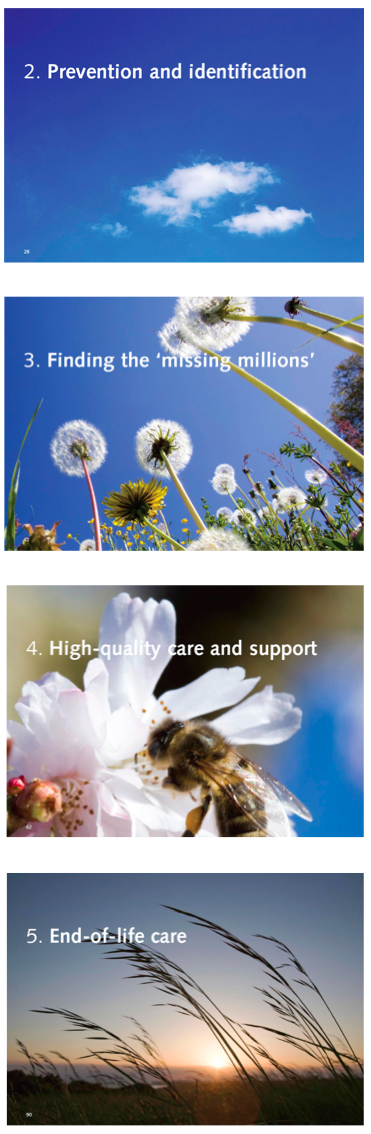 2. Prevention and identification
28
3. Finding the ‘missing millions’
4. High-quality care and support
62
5. End-of-life care
90